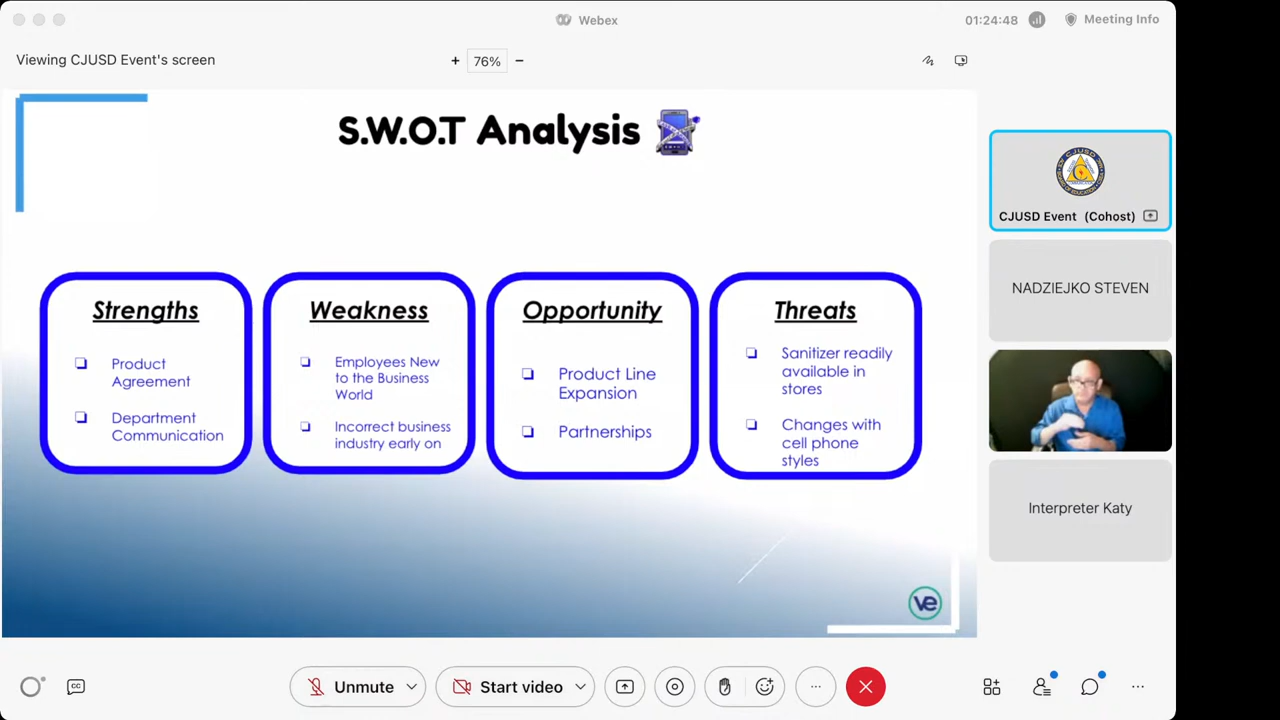 Webex
01:24:48
Meeting Info
Viewing CJUSD Event's screen
+ 76% −
S.W.O.T Analysis
Strengths
Product
Agreement
Department
Communication
Weakness
Employees New
to the Business
World
Incorrect business
industry early on
Opportunity
Product Line
Expansion
Partnerships
Threats
Sanitizer readily
available in
stores
Changes with
cell phone
styles
ve
CJUSD Event (Cohost)
NADZIEJKO STEVEN
Interpreter Katy
CC
Unmute
Start video